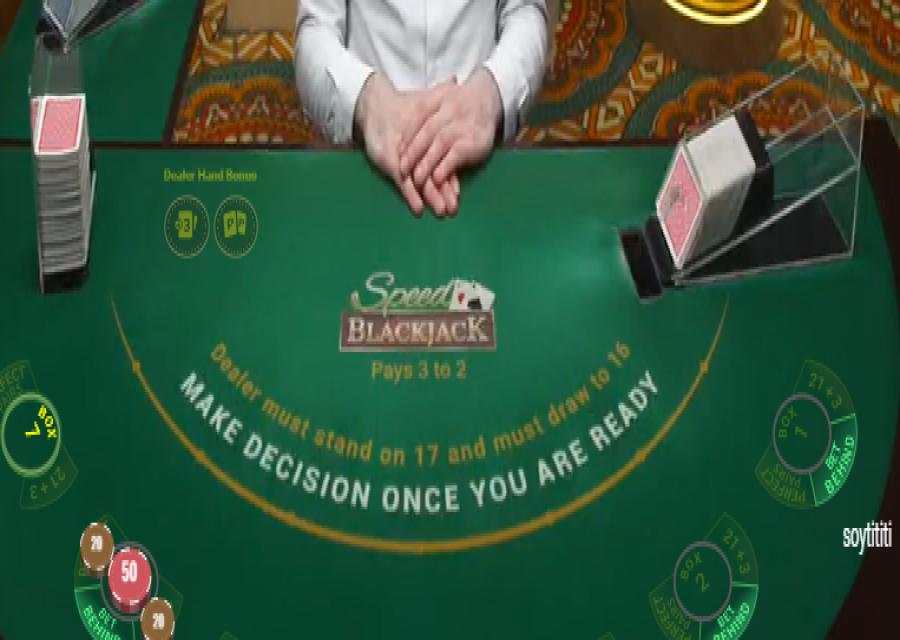 Dealer Hand Bonus
Speed
BLACKJACK
Pays 3 to 2
Dealer must stand on 17 and must draw to 16
MAKE DECISION ONCE YOU ARE READY
BOX
7
21+3
21+3
BOX
BET
BEHIND
PERFECT
PAIRS
soytititi
20
50
20
BET
BEHIND
21+3
BOX
2
BET
BEHIND
PERFECT
PAIRS